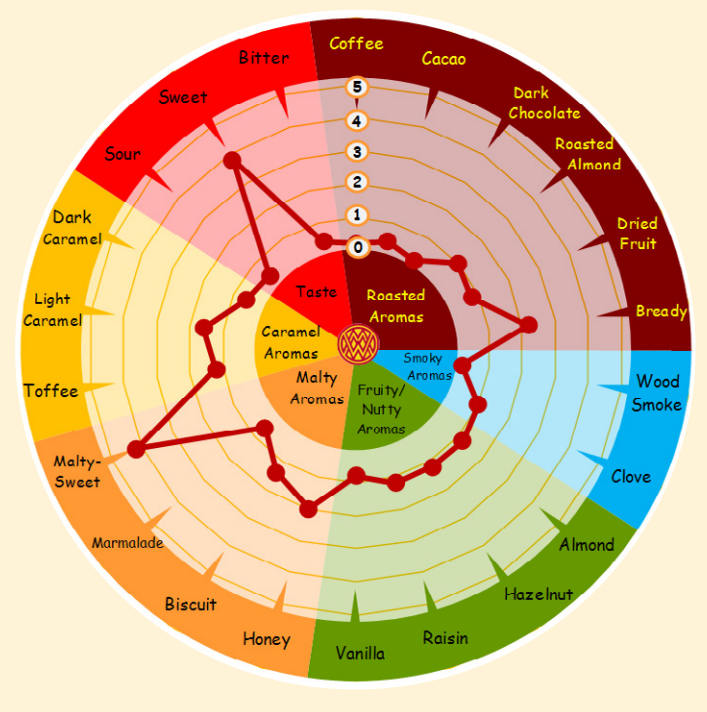 Coffee
Cacao
Dark
Chocolate
Roasted
Almond
Dried
Fruit
Bready
Wood
Smoke
Clove
Almond
Hazelnut
Raisin
Vanilla
Honey
Biscuit
Marmalade
Malty-
Sweet
Toffee
Light
Caramel
Dark
Caramel
Sour
Sweet
Bitter
5
4
3
2
1
0
Taste
Roasted
Aromas
Smoky
Aromas
Fruity/
Nutty
Aromas
Malty
Aromas
Caramel
Aromas